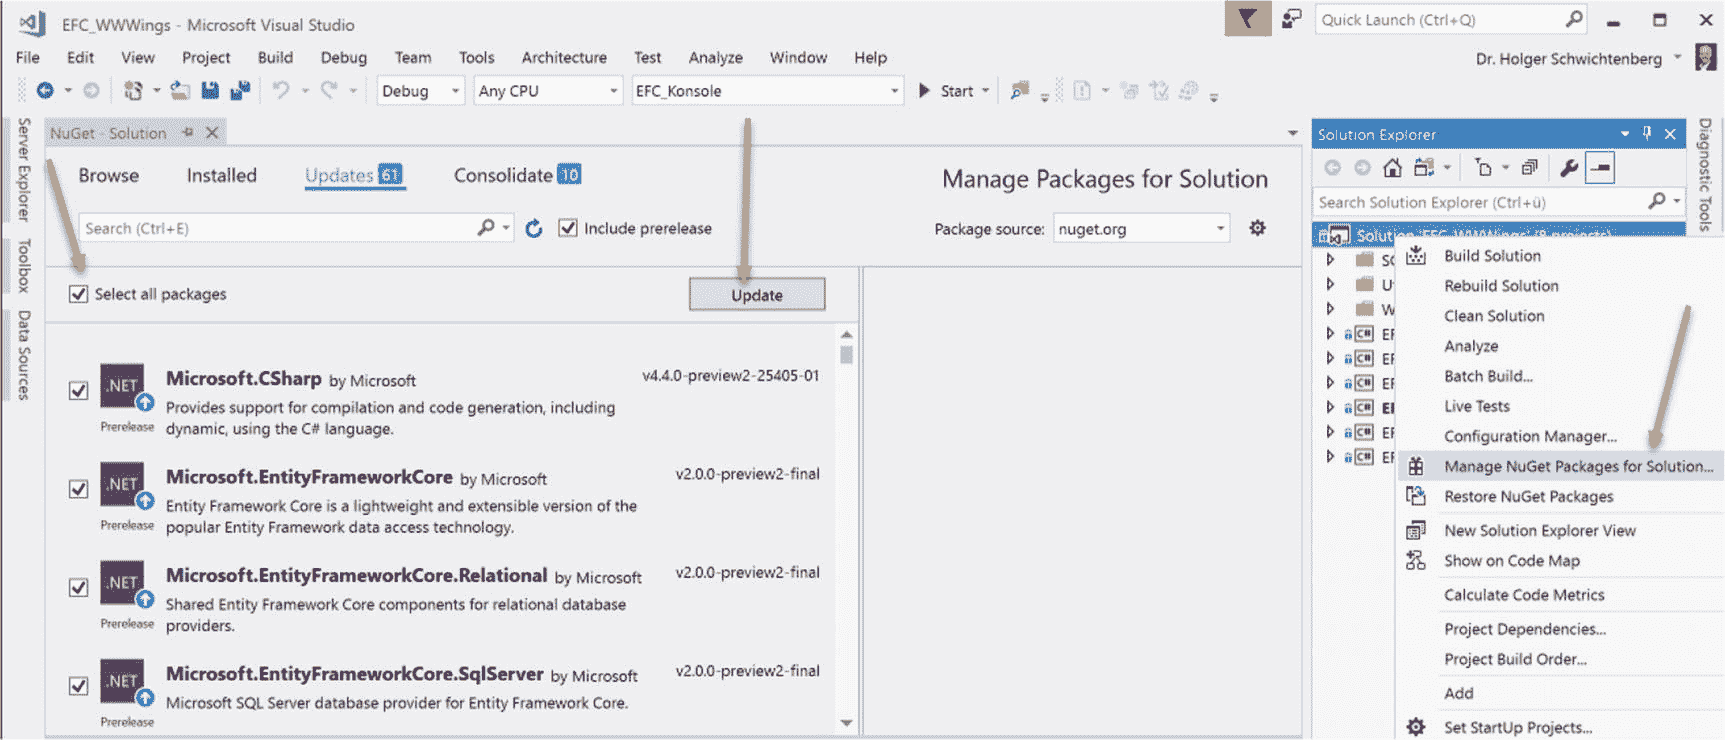 EFC_WWWings - Microsoft Visual Studio
Quick Launch (Ctrl+Q)
File Edit View Project Build Debug Team Tools Architecture Test Analyze Window Help
Dr. Holger Schwichtenberg
Debug Any CPU EFC_Konsole Start
Server Explorer
Toolbox
Data Sources
NuGet - Solution
Browse Installed Updates 61 Consolidate 10
Manage Packages for Solution
Search (Ctrl+E)
Include prerelease
Package source: nuget.org
Select all packages
Update
.NET
Prerelease
Microsoft.CSharp by Microsoft
v4.4.0-preview2-25405-01
Provides support for compilation and code generation, including
dynamic, using the C# language.
.NET
Prerelease
Microsoft.EntityFrameworkCore by Microsoft
v2.0.0-preview2-final
Entity Framework Core is a lightweight and extensible version of the
popular Entity Framework data access technology.
.NET
Prerelease
Microsoft.EntityFrameworkCore.Relational by Microsoft
v2.0.0-preview2-final
Shared Entity Framework Core components for relational database
providers.
.NET
Prerelease
Microsoft.EntityFrameworkCore.SqlServer by Microsoft
v2.0.0-preview2-final
Microsoft SQL Server database provider for Entity Framework Core.
Solution Explorer
Search Solution Explorer (Ctrl+ü)
Diagnostic Tools
Build Solution
Rebuild Solution
Clean Solution
Analyze
Batch Build...
Live Tests
Configuration Manager...
Manage NuGet Packages for Solution...
Restore NuGet Packages
New Solution Explorer View
Show on Code Map
Calculate Code Metrics
Project Dependencies...
Project Build Order...
Add
Set StartUp Projects...